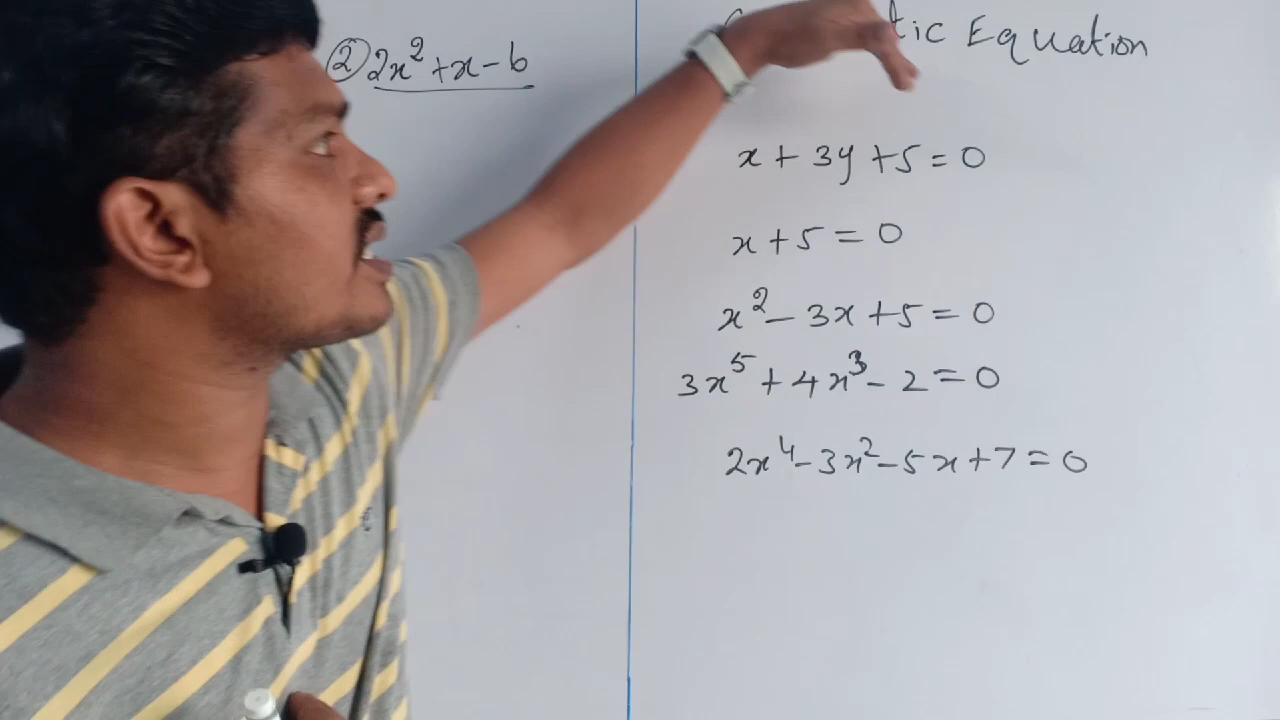 ② 2x² + x - 6
Equation
x + 3y + 5 = 0
x + 5 = 0
x² - 3x + 5 = 0
3x⁵ + 4x³ - 2 = 0
2x⁴ - 3x² - 5x + 7 = 0